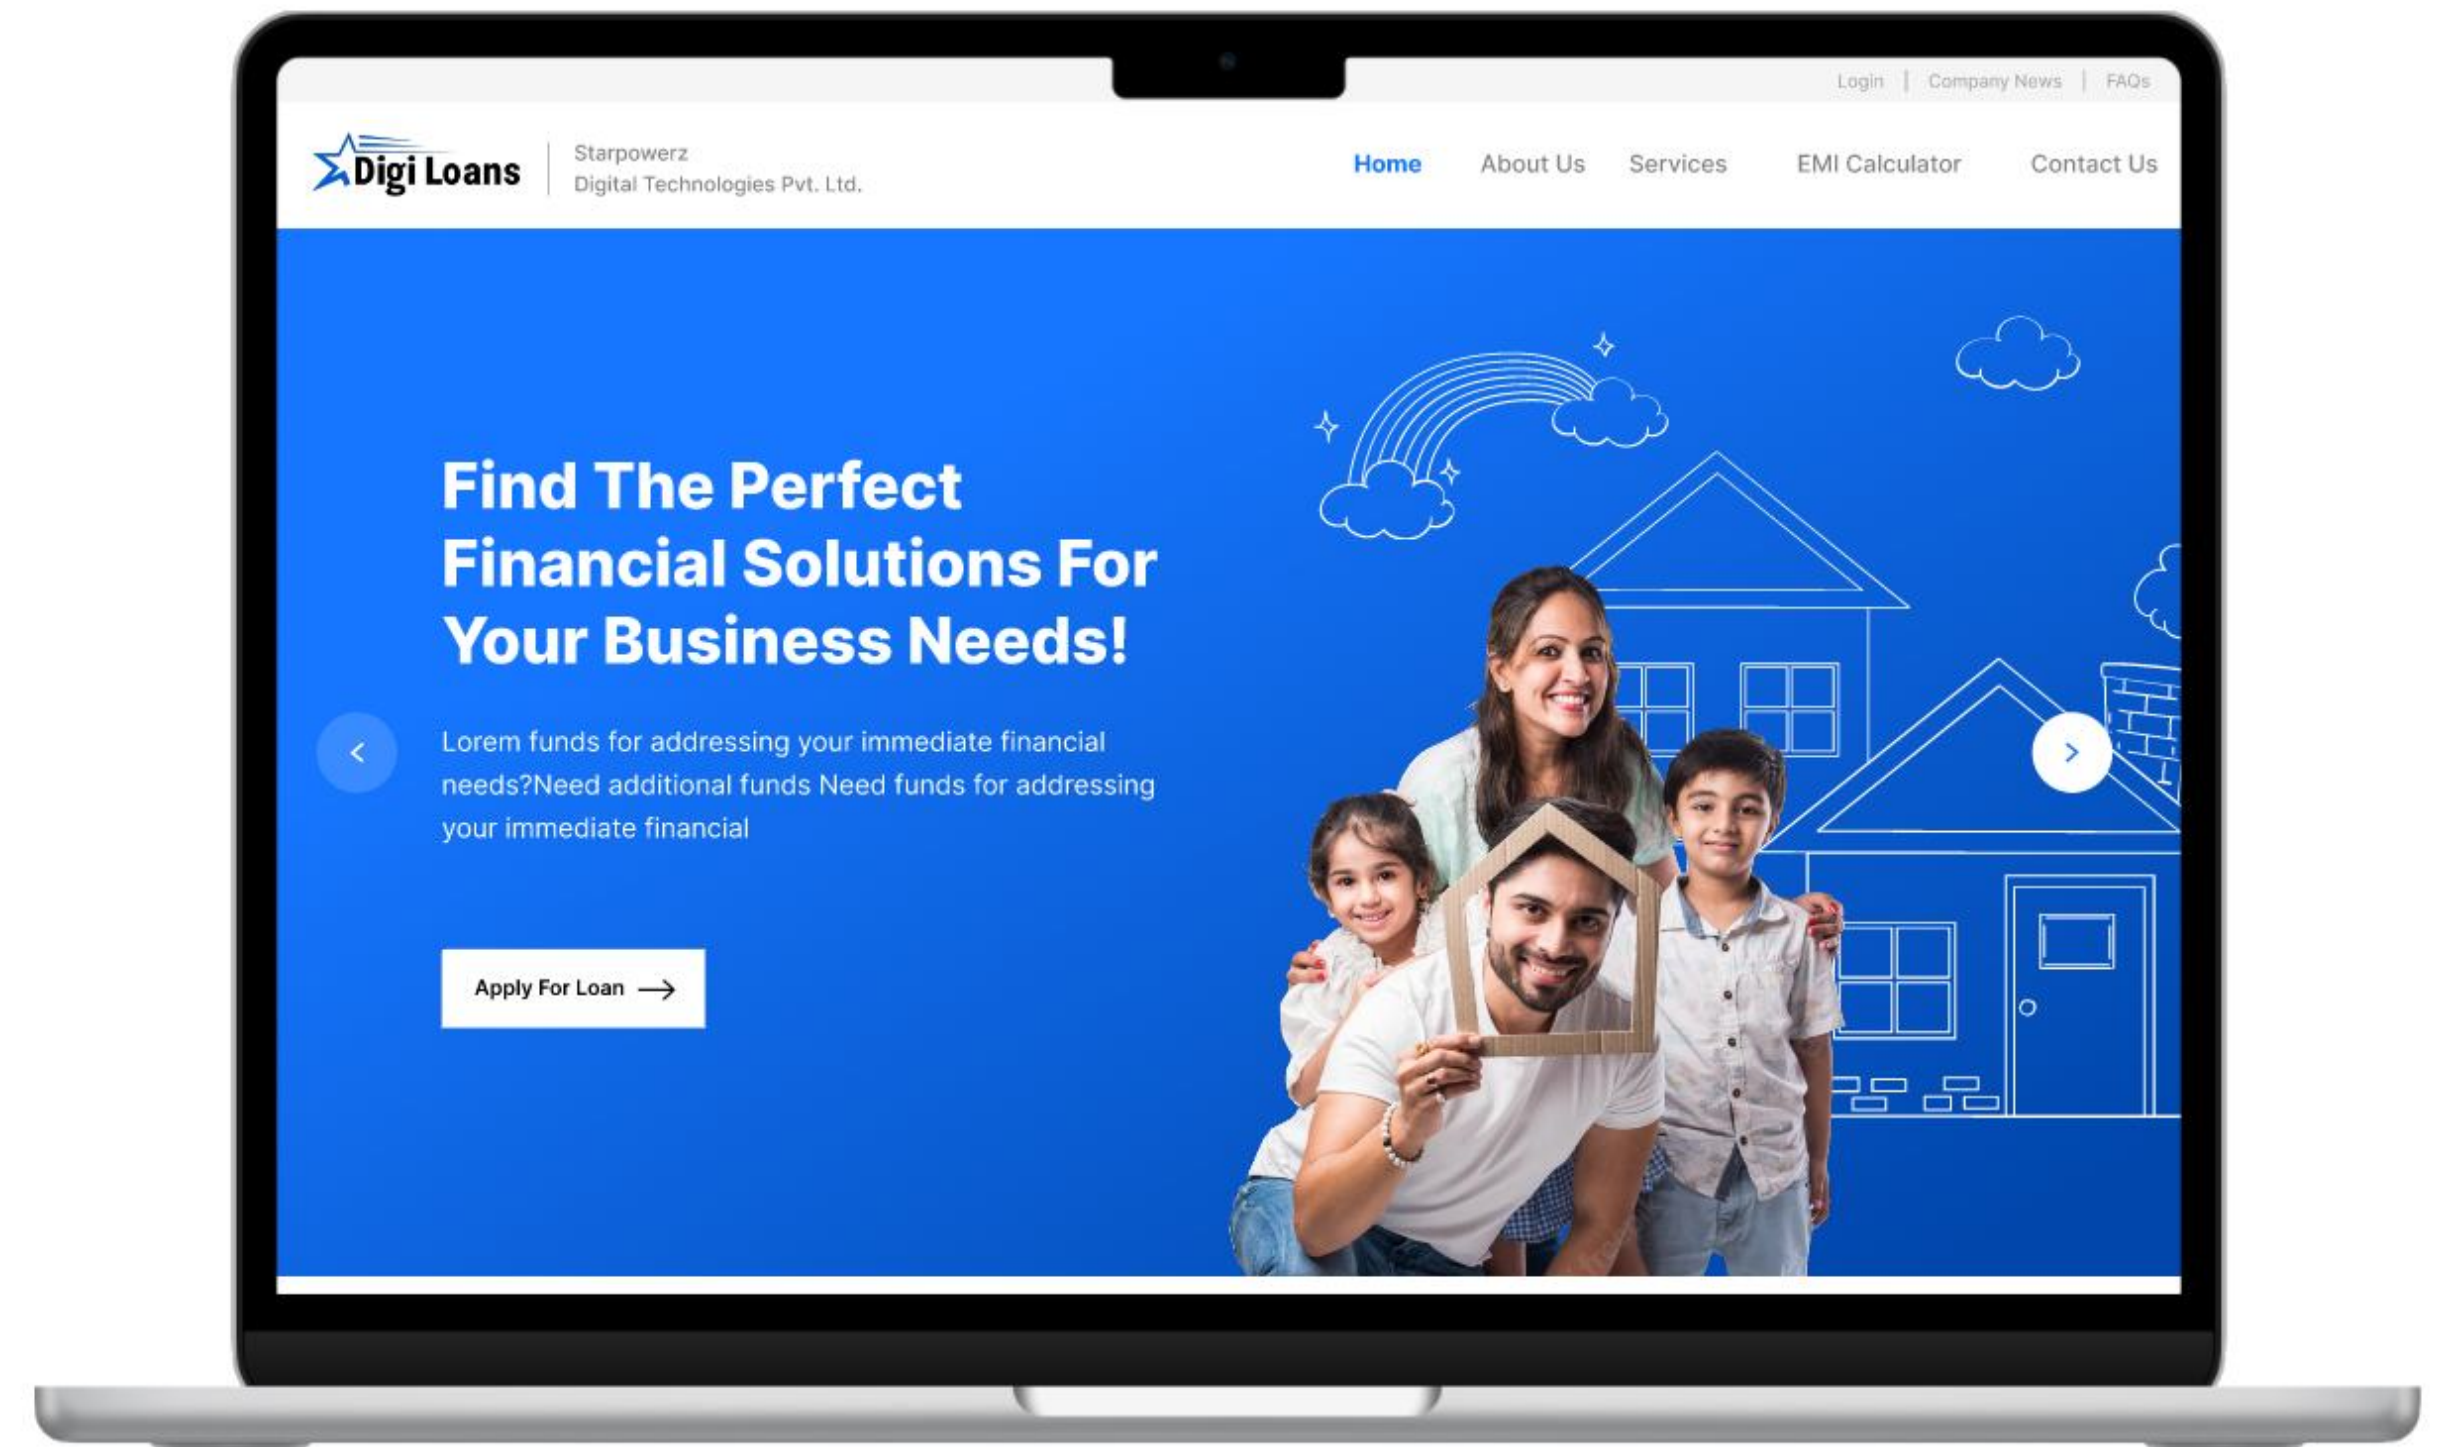 Login | Company News | FAQs
Digi Loans
Starpowerz
Digital Technologies Pvt. Ltd.
Home About Us Services EMI Calculator Contact Us
Find The Perfect
Financial Solutions For
Your Business Needs!
Lorem funds for addressing your immediate financial
needs?Need additional funds Need funds for addressing
your immediate financial
Apply For Loan